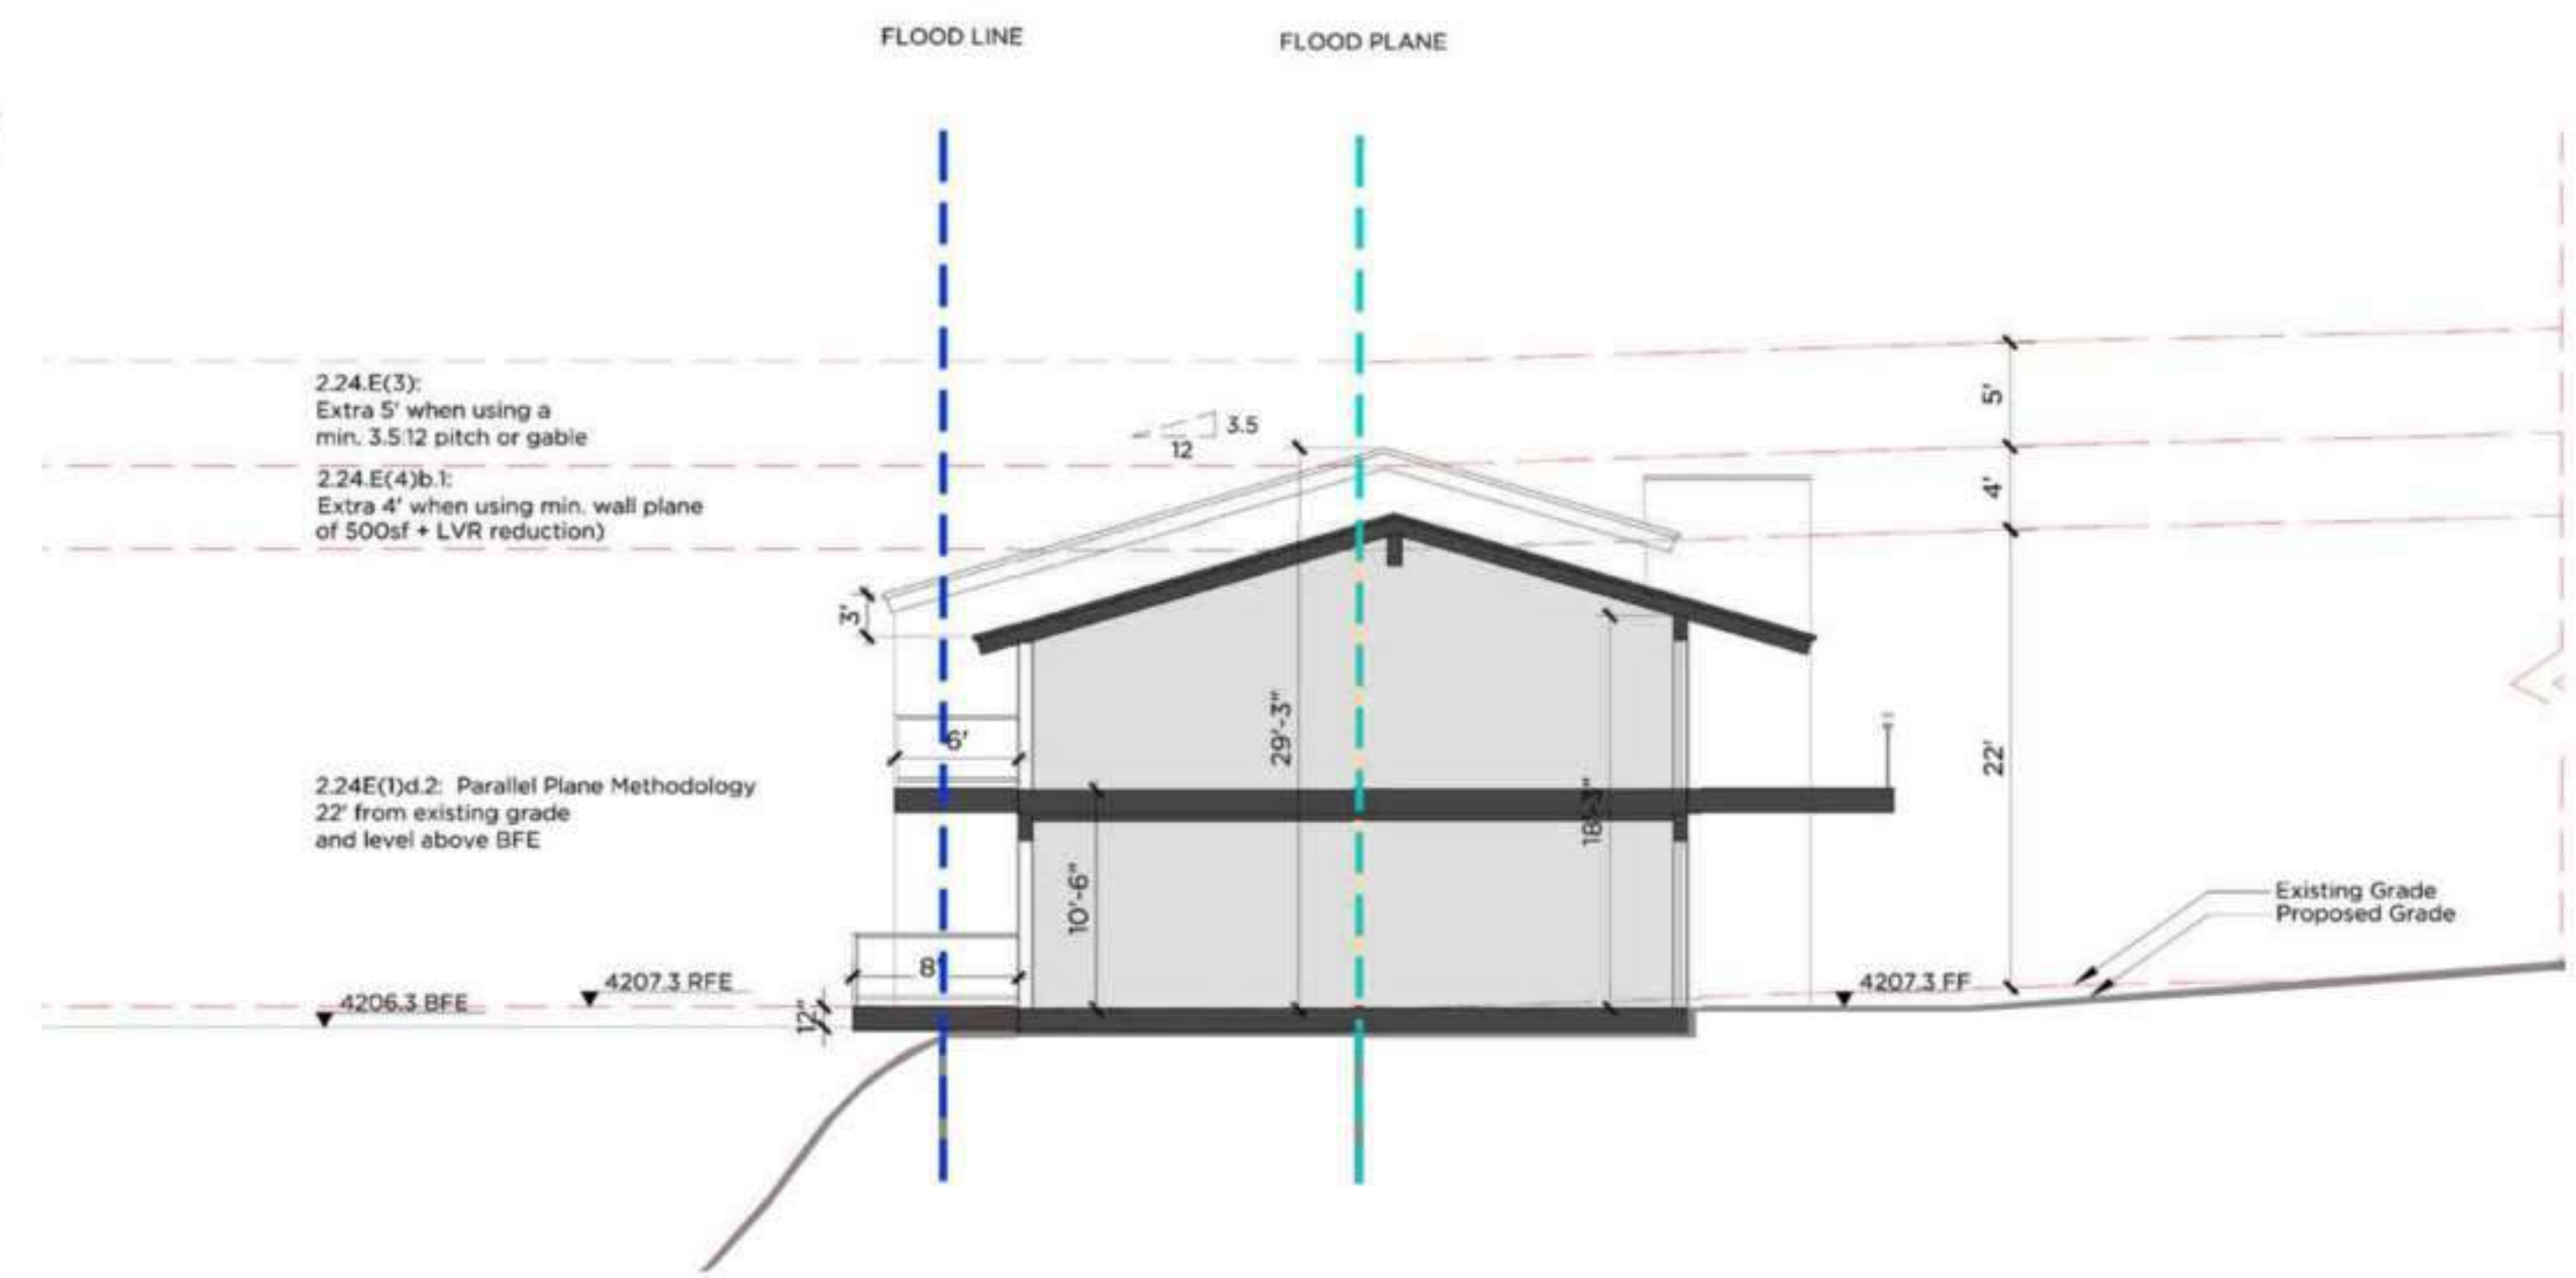 FLOOD LINE
FLOOD PLANE
2.24.E(3):
Extra 5' when using a
min. 3.5:12 pitch or gable
3.5
12
5'
2.24.E(4)b.1:
Extra 4' when using min. wall plane
of 500sf + LVR reduction)
4'
3'
6'
29'-3"
18'-3"
22'
2.24E(1)d.2: Parallel Plane Methodology
22' from existing grade
and level above BFE
10'-6"
Existing Grade
Proposed Grade
8'
4207.3 RFE
4207.3 FF
4206.3 BFE
12"